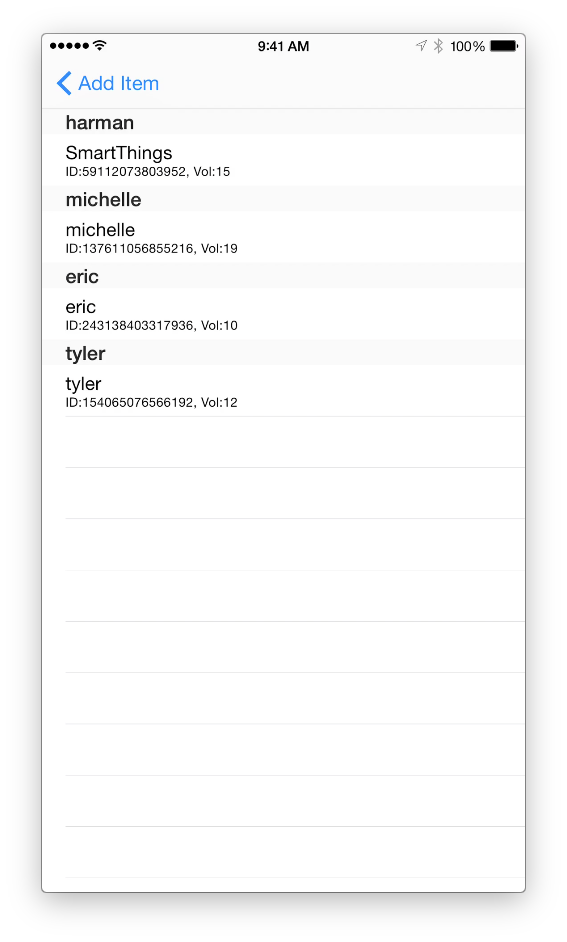 9:41 AM 100%
Add Item
harman
SmartThings
ID:59112073803952, Vol:15
michelle
michelle
ID:137611056855216, Vol:19
eric
eric
ID:243138403317936, Vol:10
tyler
tyler
ID:154065076566192, Vol:12